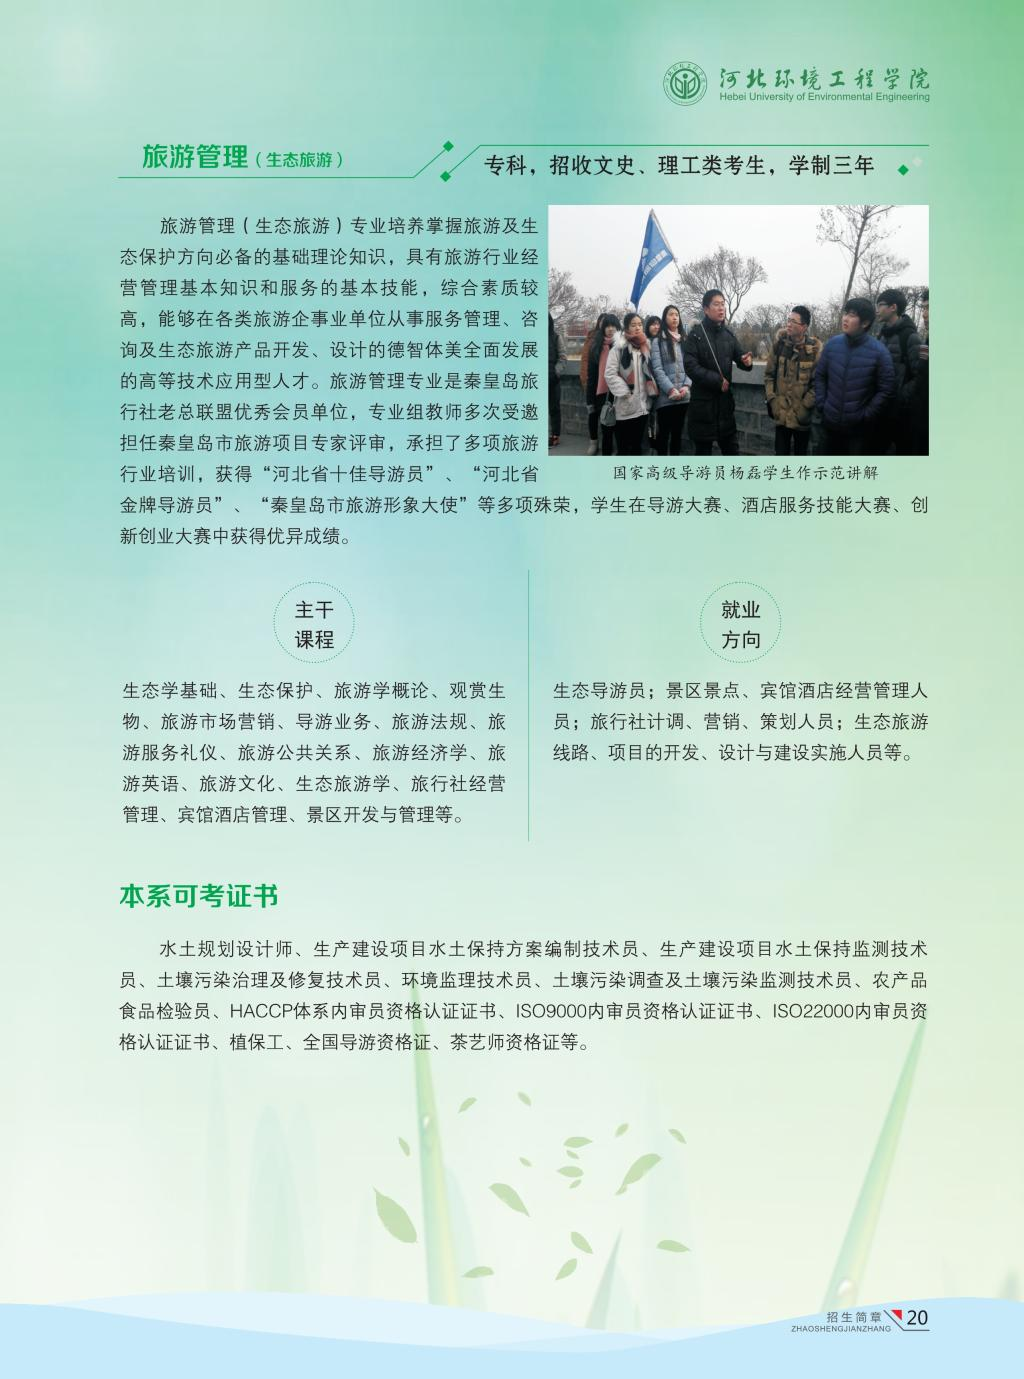 河北环境工程学院
Hebei University of Environmental Engineering
旅游管理（生态旅游）
专科，招收文史、理工类考生，学制三年
旅游管理（生态旅游）专业培养掌握旅游及生
态保护方向必备的基础理论知识，具有旅游行业经
营管理基本知识和服务的基本技能，综合素质较
高，能够在各类旅游企事业单位从事服务管理、咨
询及生态旅游产品开发、设计的德智体美全面发展
的高等技术应用型人才。旅游管理专业是秦皇岛旅
行社老总联盟优秀会员单位，专业组教师多次受邀
担任秦皇岛市旅游项目专家评审，承担了多项旅游
行业培训，获得“河北省十佳导游员”、“河北省
金牌导游员”、“秦皇岛市旅游形象大使”等多项殊荣，学生在导游大赛、酒店服务技能大赛、创
新创业大赛中获得优异成绩。
国家高级导游员杨磊学生作示范讲解
主干
课程
生态学基础、生态保护、旅游学概论、观赏生
物、旅游市场营销、导游业务、旅游法规、旅
游服务礼仪、旅游公共关系、旅游经济学、旅
游英语、旅游文化、生态旅游学、旅行社经营
管理、宾馆酒店管理、景区开发与管理等。
就业
方向
生态导游员；景区景点、宾馆酒店经营管理人
员；旅行社计调、营销、策划人员；生态旅游
线路、项目的开发、设计与建设实施人员等。
本系可考证书
水土规划设计师、生产建设项目水土保持方案编制技术员、生产建设项目水土保持监测技术
员、土壤污染治理及修复技术员、环境监理技术员、土壤污染调查及土壤污染监测技术员、农产品
食品检验员、HACCP体系内审员资格认证证书、ISO9000内审员资格认证证书、ISO22000内审员资
格认证证书、植保工、全国导游资格证、茶艺师资格证等。
招生简章 20
ZHAOSHENGJIANZHANG